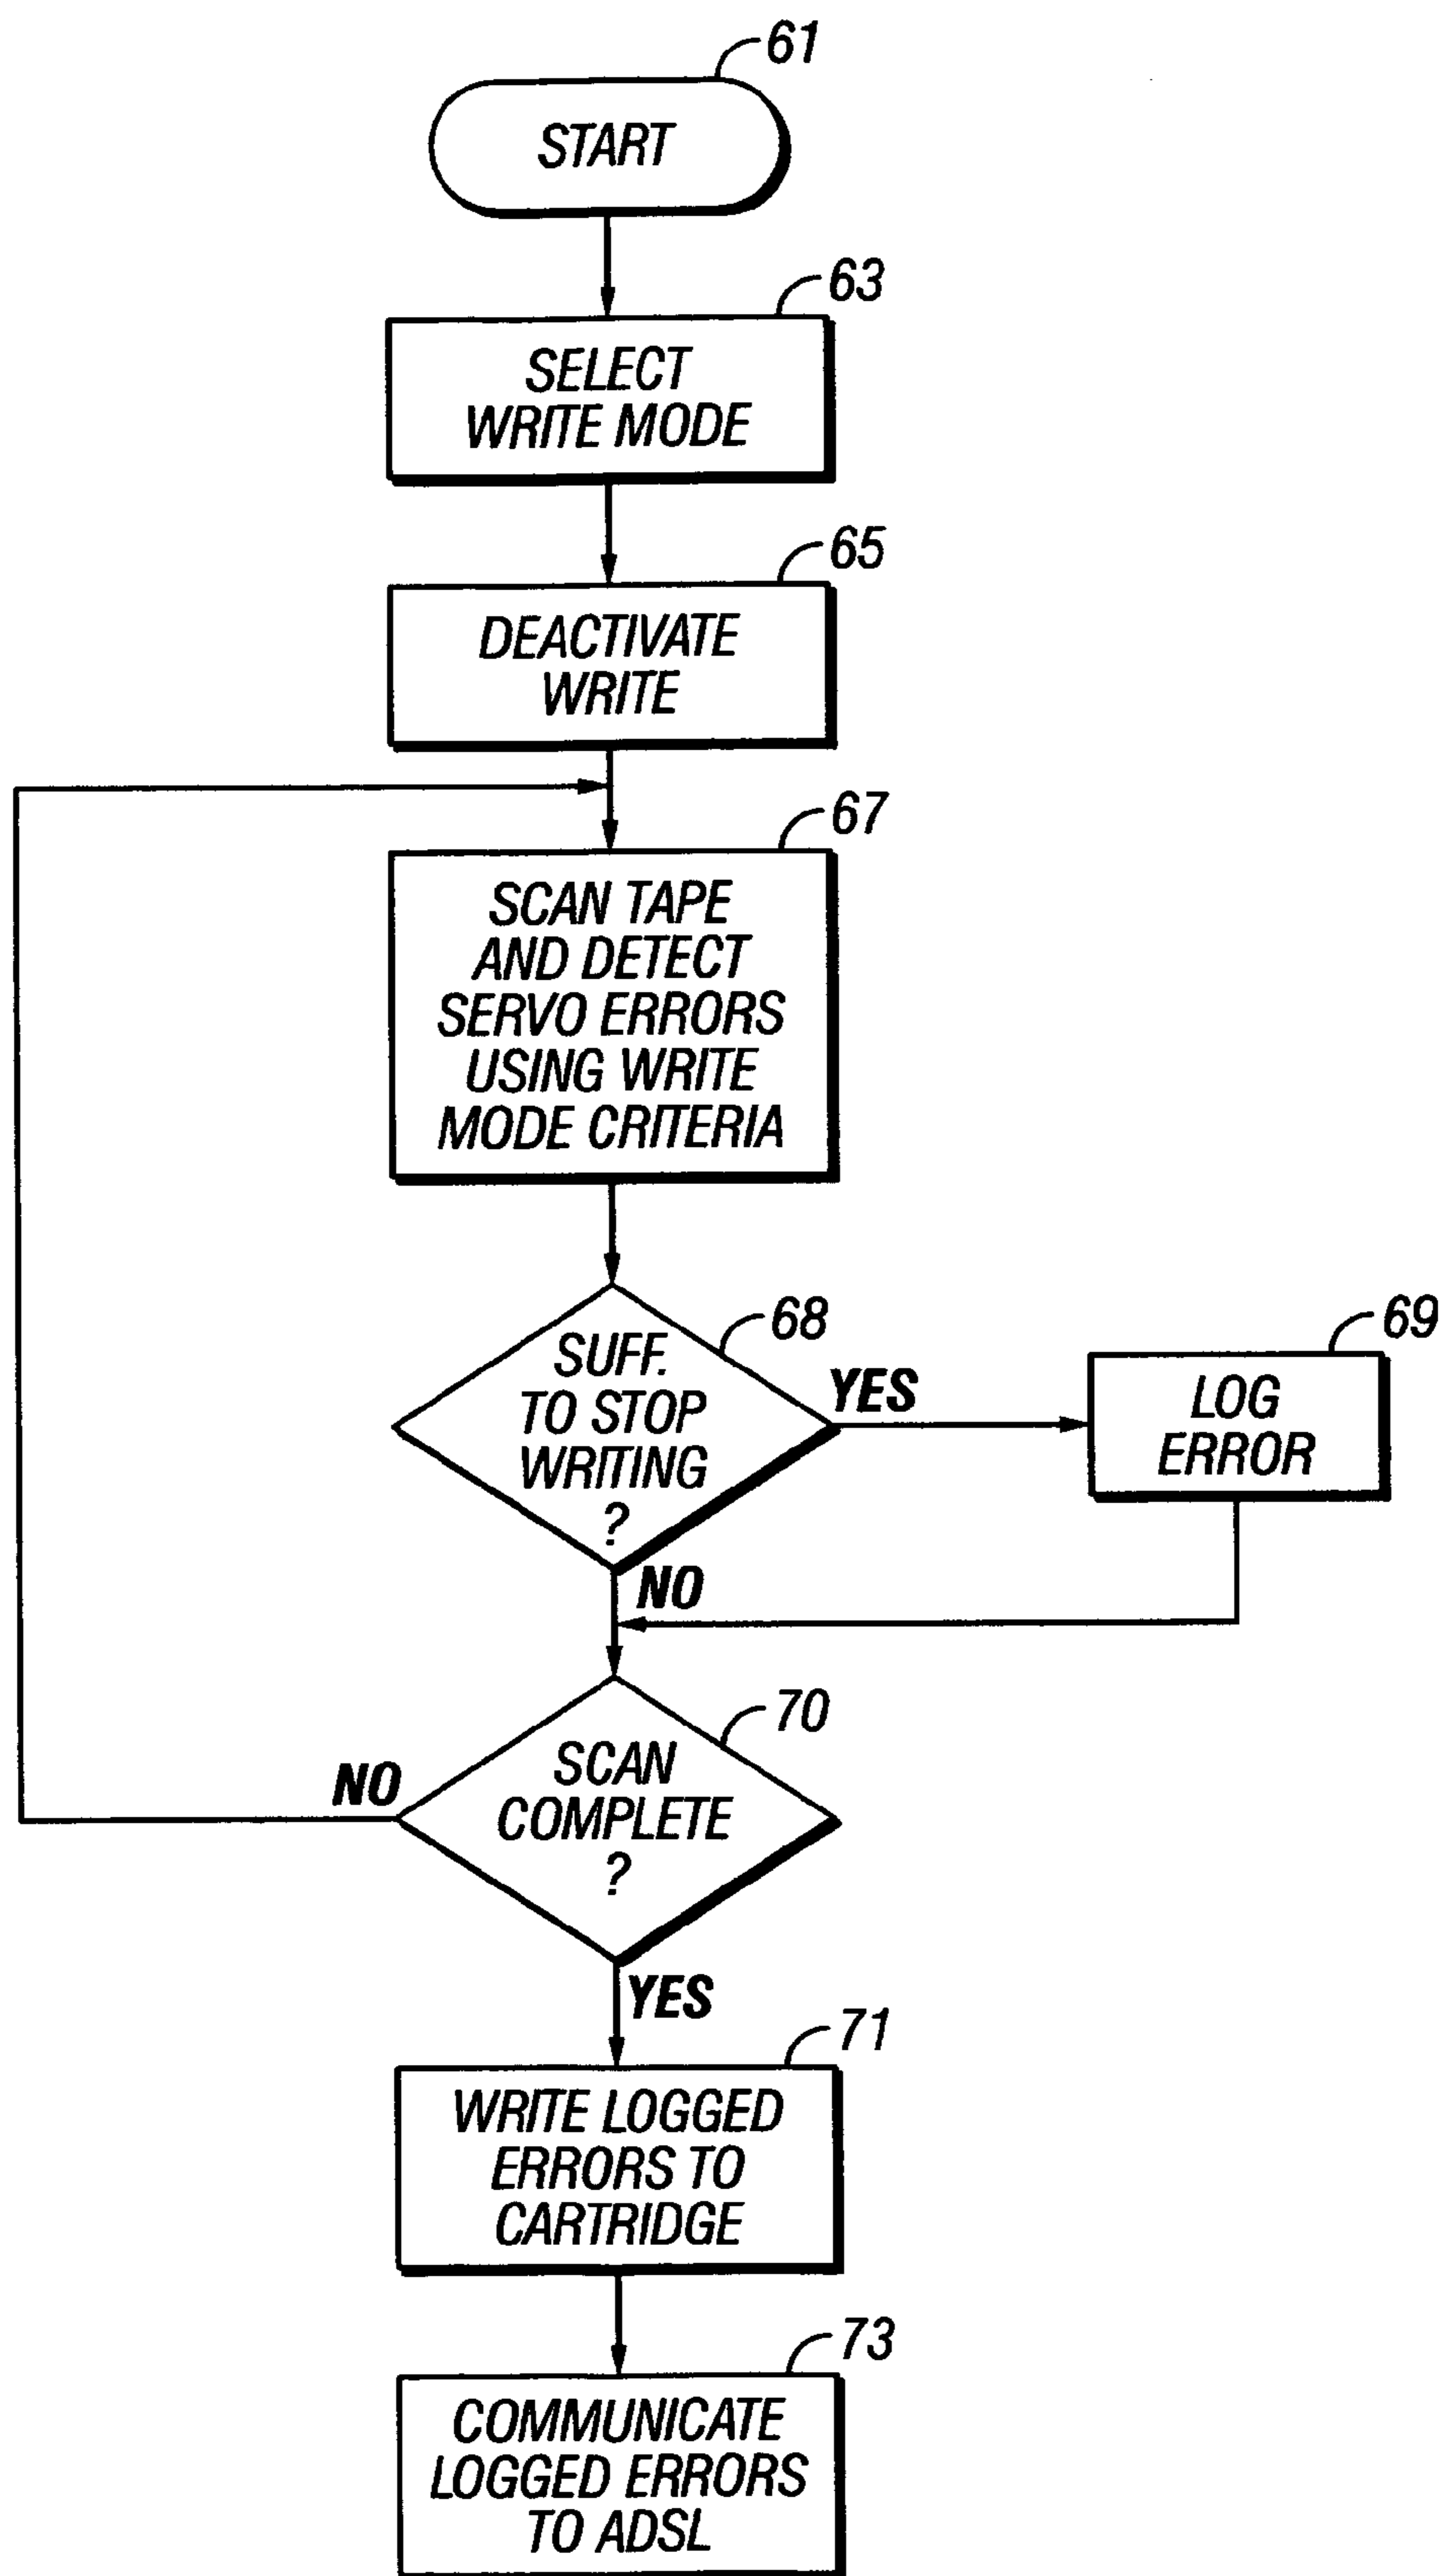 61
START
63
SELECT
WRITE MODE
65
DEACTIVATE
WRITE
67
SCAN TAPE
AND DETECT
SERVO ERRORS
USING WRITE
MODE CRITERIA
68
SUFF.
TO STOP
WRITING
?
YES
69
LOG
ERROR
NO
70
SCAN
COMPLETE
?
NO
YES
71
WRITE LOGGED
ERRORS TO
CARTRIDGE
73
COMMUNICATE
LOGGED ERRORS
TO ADSL